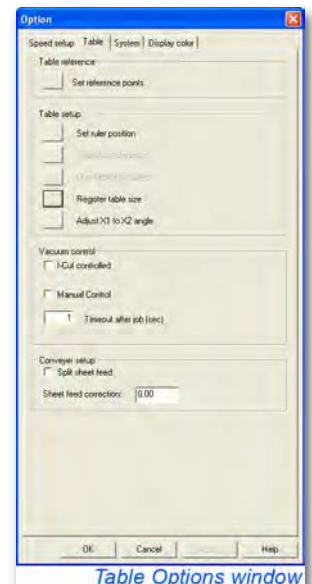 Option
Speed setup Table System Display color
Table reference
Set reference points
Table setup
Set ruler position
Register table size
Adjust X1 to X2 angle
Vacuum control
I-Cut controlled
Manual Control
1 Timeout after job (sec)
Conveyer setup
Split sheet feed
Sheet feed correction: 0.00
OK Cancel Help
Table Options window